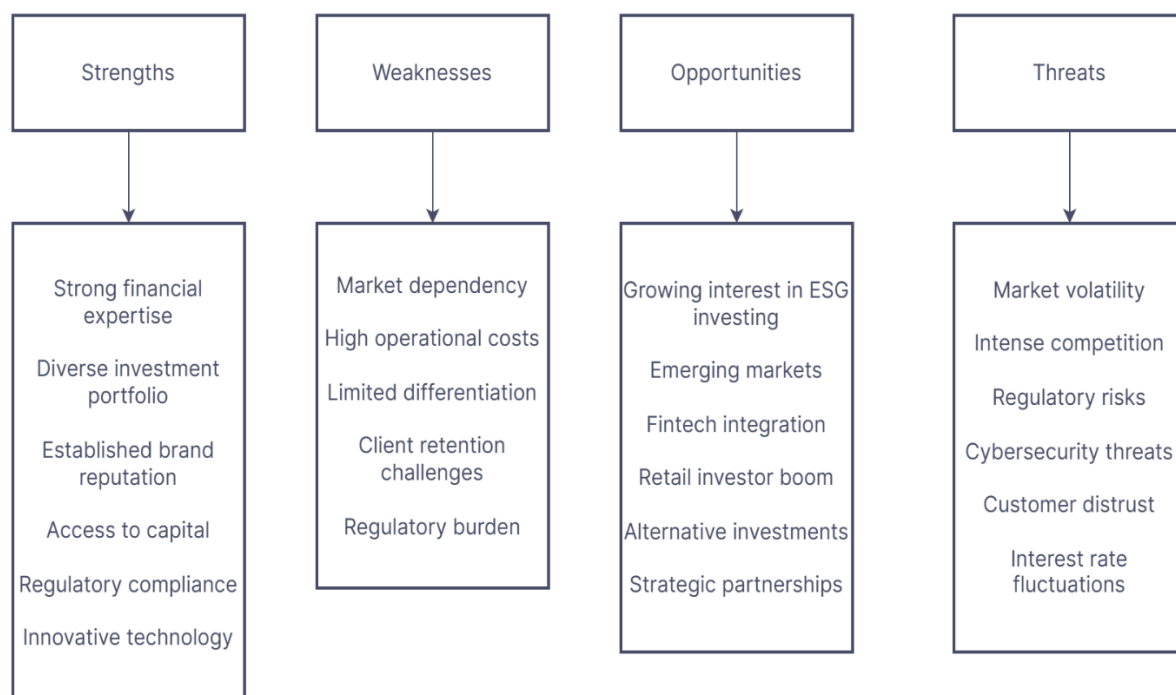 Strengths
Weaknesses
Opportunities
Threats
Strong financial
expertise
Diverse investment
portfolio
Established brand
reputation
Access to capital
Regulatory compliance
Innovative technology
Market dependency
High operational costs
Limited differentiation
Client retention
challenges
Regulatory burden
Growing interest in ESG
investing
Emerging markets
Fintech integration
Retail investor boom
Alternative investments
Strategic partnerships
Market volatility
Intense competition
Regulatory risks
Cybersecurity threats
Customer distrust
Interest rate
fluctuations